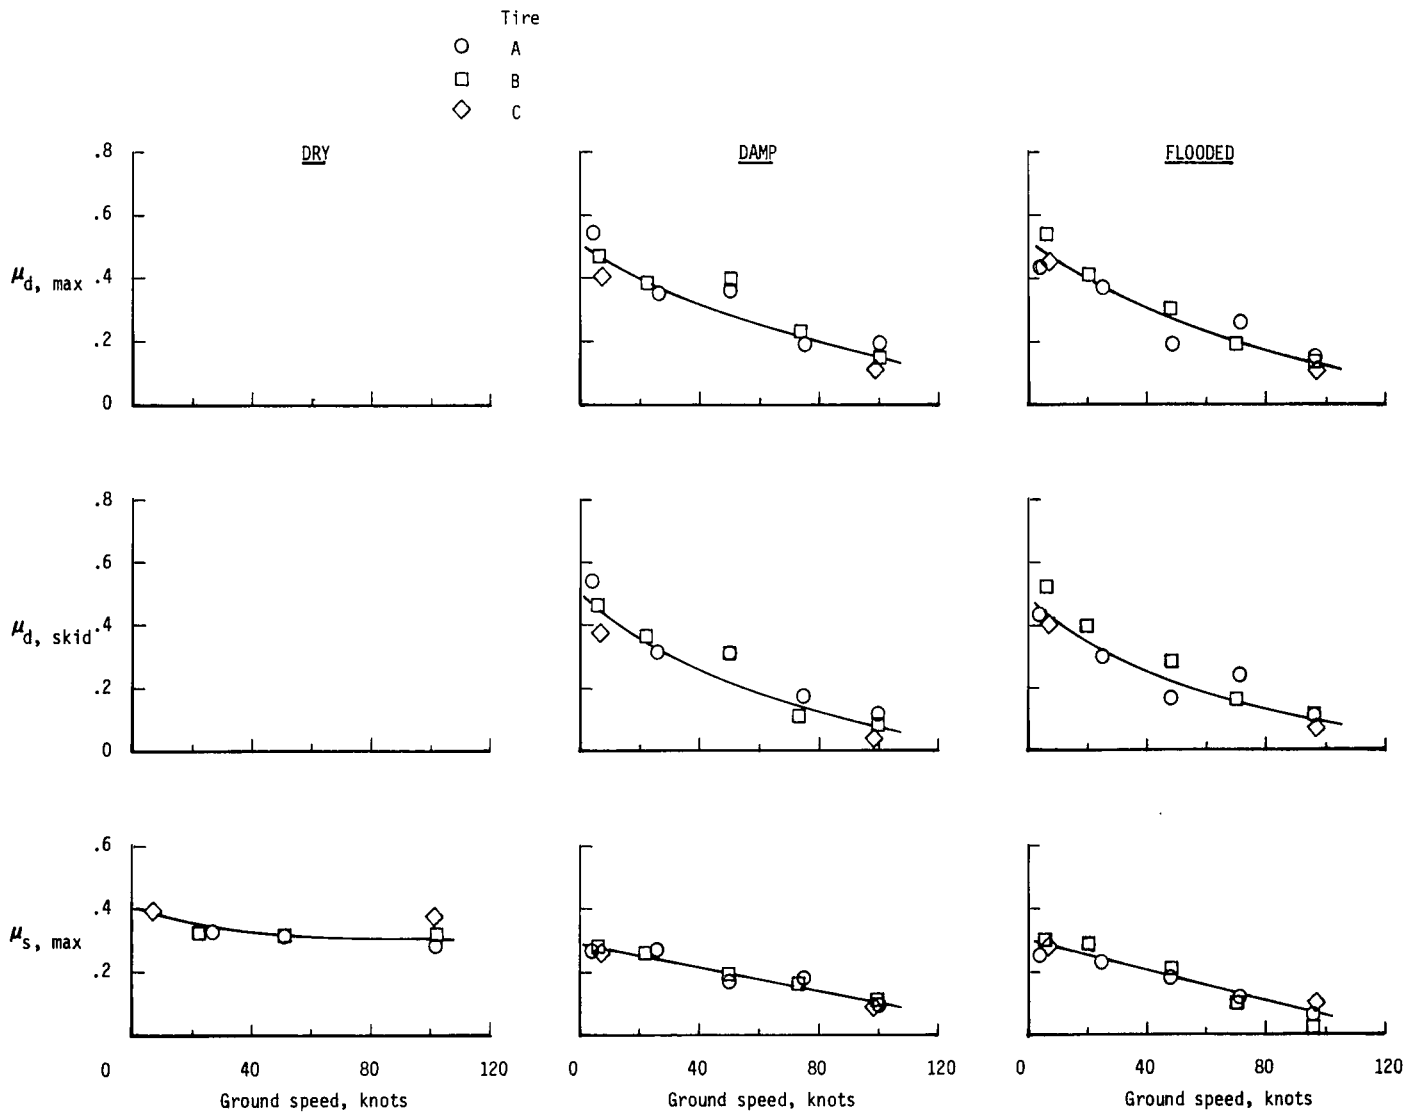 Tire
A
B
C
DRY
DAMP
FLOODED
.8
.6
μd, max .4
.2
0
.8
.6
μd, skid .4
.2
0
.6
.4
μs, max
.2
0 40 80 120 0 40 80 120 0 40 80 120
Ground speed, knots Ground speed, knots Ground speed, knots